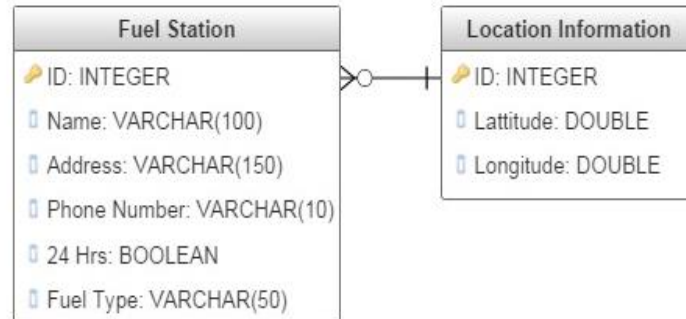 Fuel Station
ID: INTEGER
Name: VARCHAR(100)
Address: VARCHAR(150)
Phone Number: VARCHAR(10)
24 Hrs: BOOLEAN
Fuel Type: VARCHAR(50)
Location Information
ID: INTEGER
Lattitude: DOUBLE
Longitude: DOUBLE